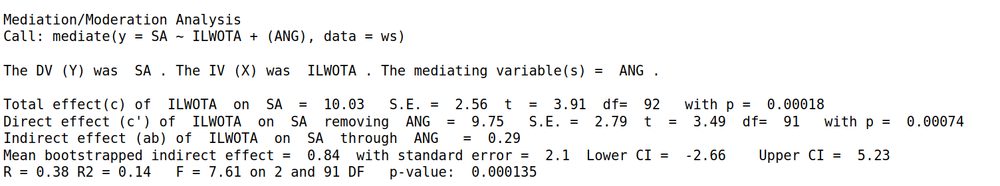 Mediation/Moderation Analysis
Call: mediate(y = SA ~ ILWOTA + (ANG), data = ws)
The DV (Y) was  SA . The IV (X) was  ILWOTA . The mediating variable(s) =  ANG .
Total effect(c) of  ILWOTA  on  SA  =  10.03   S.E. =  2.56  t  =  3.91  df=  92   with p =  0.00018
Direct effect (c') of  ILWOTA  on  SA  removing  ANG  =  9.75   S.E. =  2.79  t  =  3.49  df=  91   with p =  0.00074
Indirect effect (ab) of  ILWOTA  on  SA  through  ANG   =  0.29
Mean bootstrapped indirect effect =  0.84  with standard error =  2.1  Lower CI =  -2.66    Upper CI =  5.23
R = 0.38 R2 = 0.14   F = 7.61 on 2 and 91 DF   p-value:  0.000135